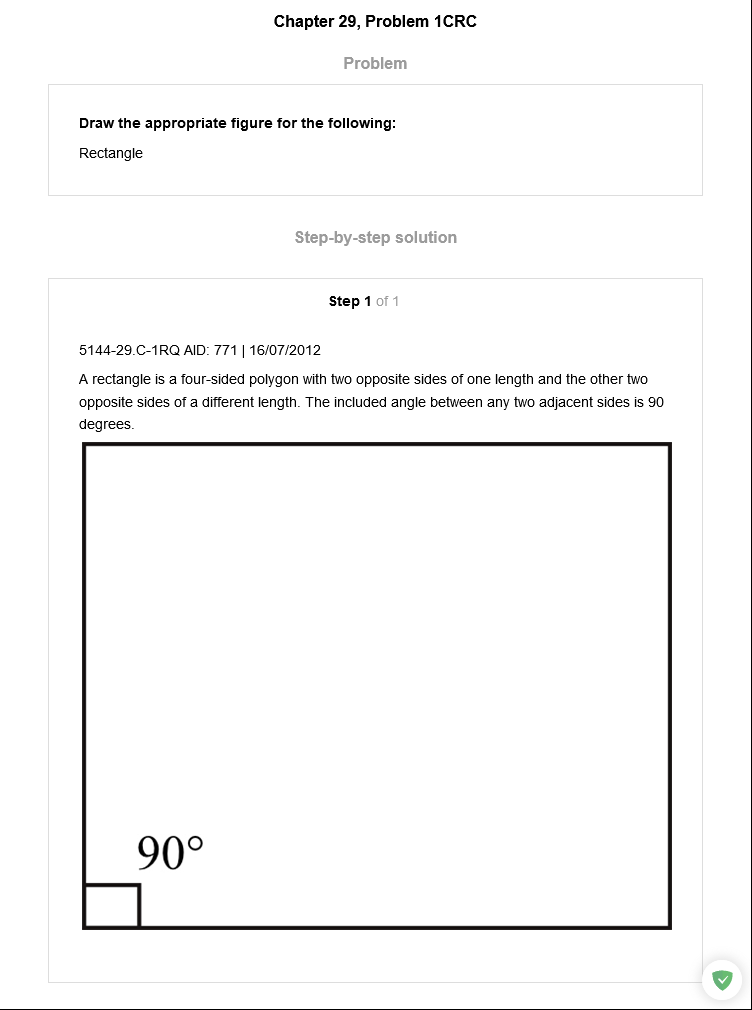 Chapter 29, Problem 1CRC
Problem
Draw the appropriate figure for the following:
Rectangle
Step-by-step solution
Step 1 of 1
5144-29.C-1RQ AID: 771 | 16/07/2012
A rectangle is a four-sided polygon with two opposite sides of one length and the other two
opposite sides of a different length. The included angle between any two adjacent sides is 90
degrees.
90°